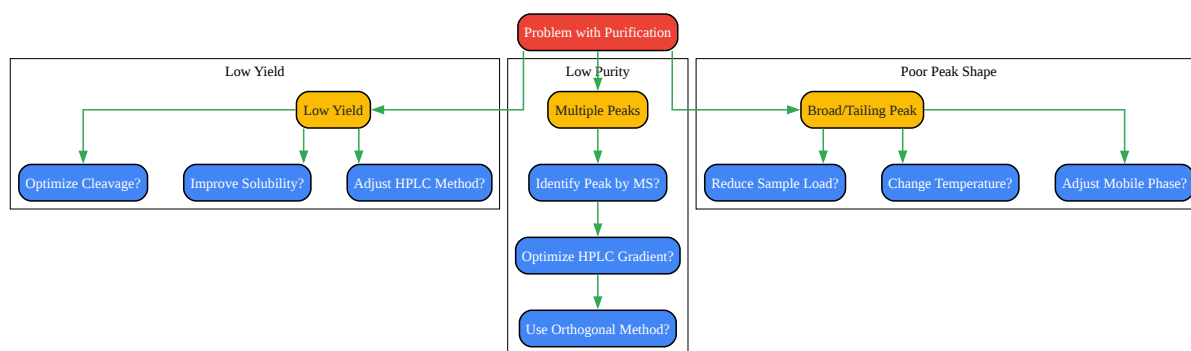 Problem with Purification
Low Yield
Low Purity
Poor Peak Shape
Low Yield
Multiple Peaks
Broad/Tailing Peak
Optimize Cleavage?
Improve Solubility?
Adjust HPLC Method?
Identify Peak by MS?
Reduce Sample Load?
Change Temperature?
Adjust Mobile Phase?
Optimize HPLC Gradient?
Use Orthogonal Method?